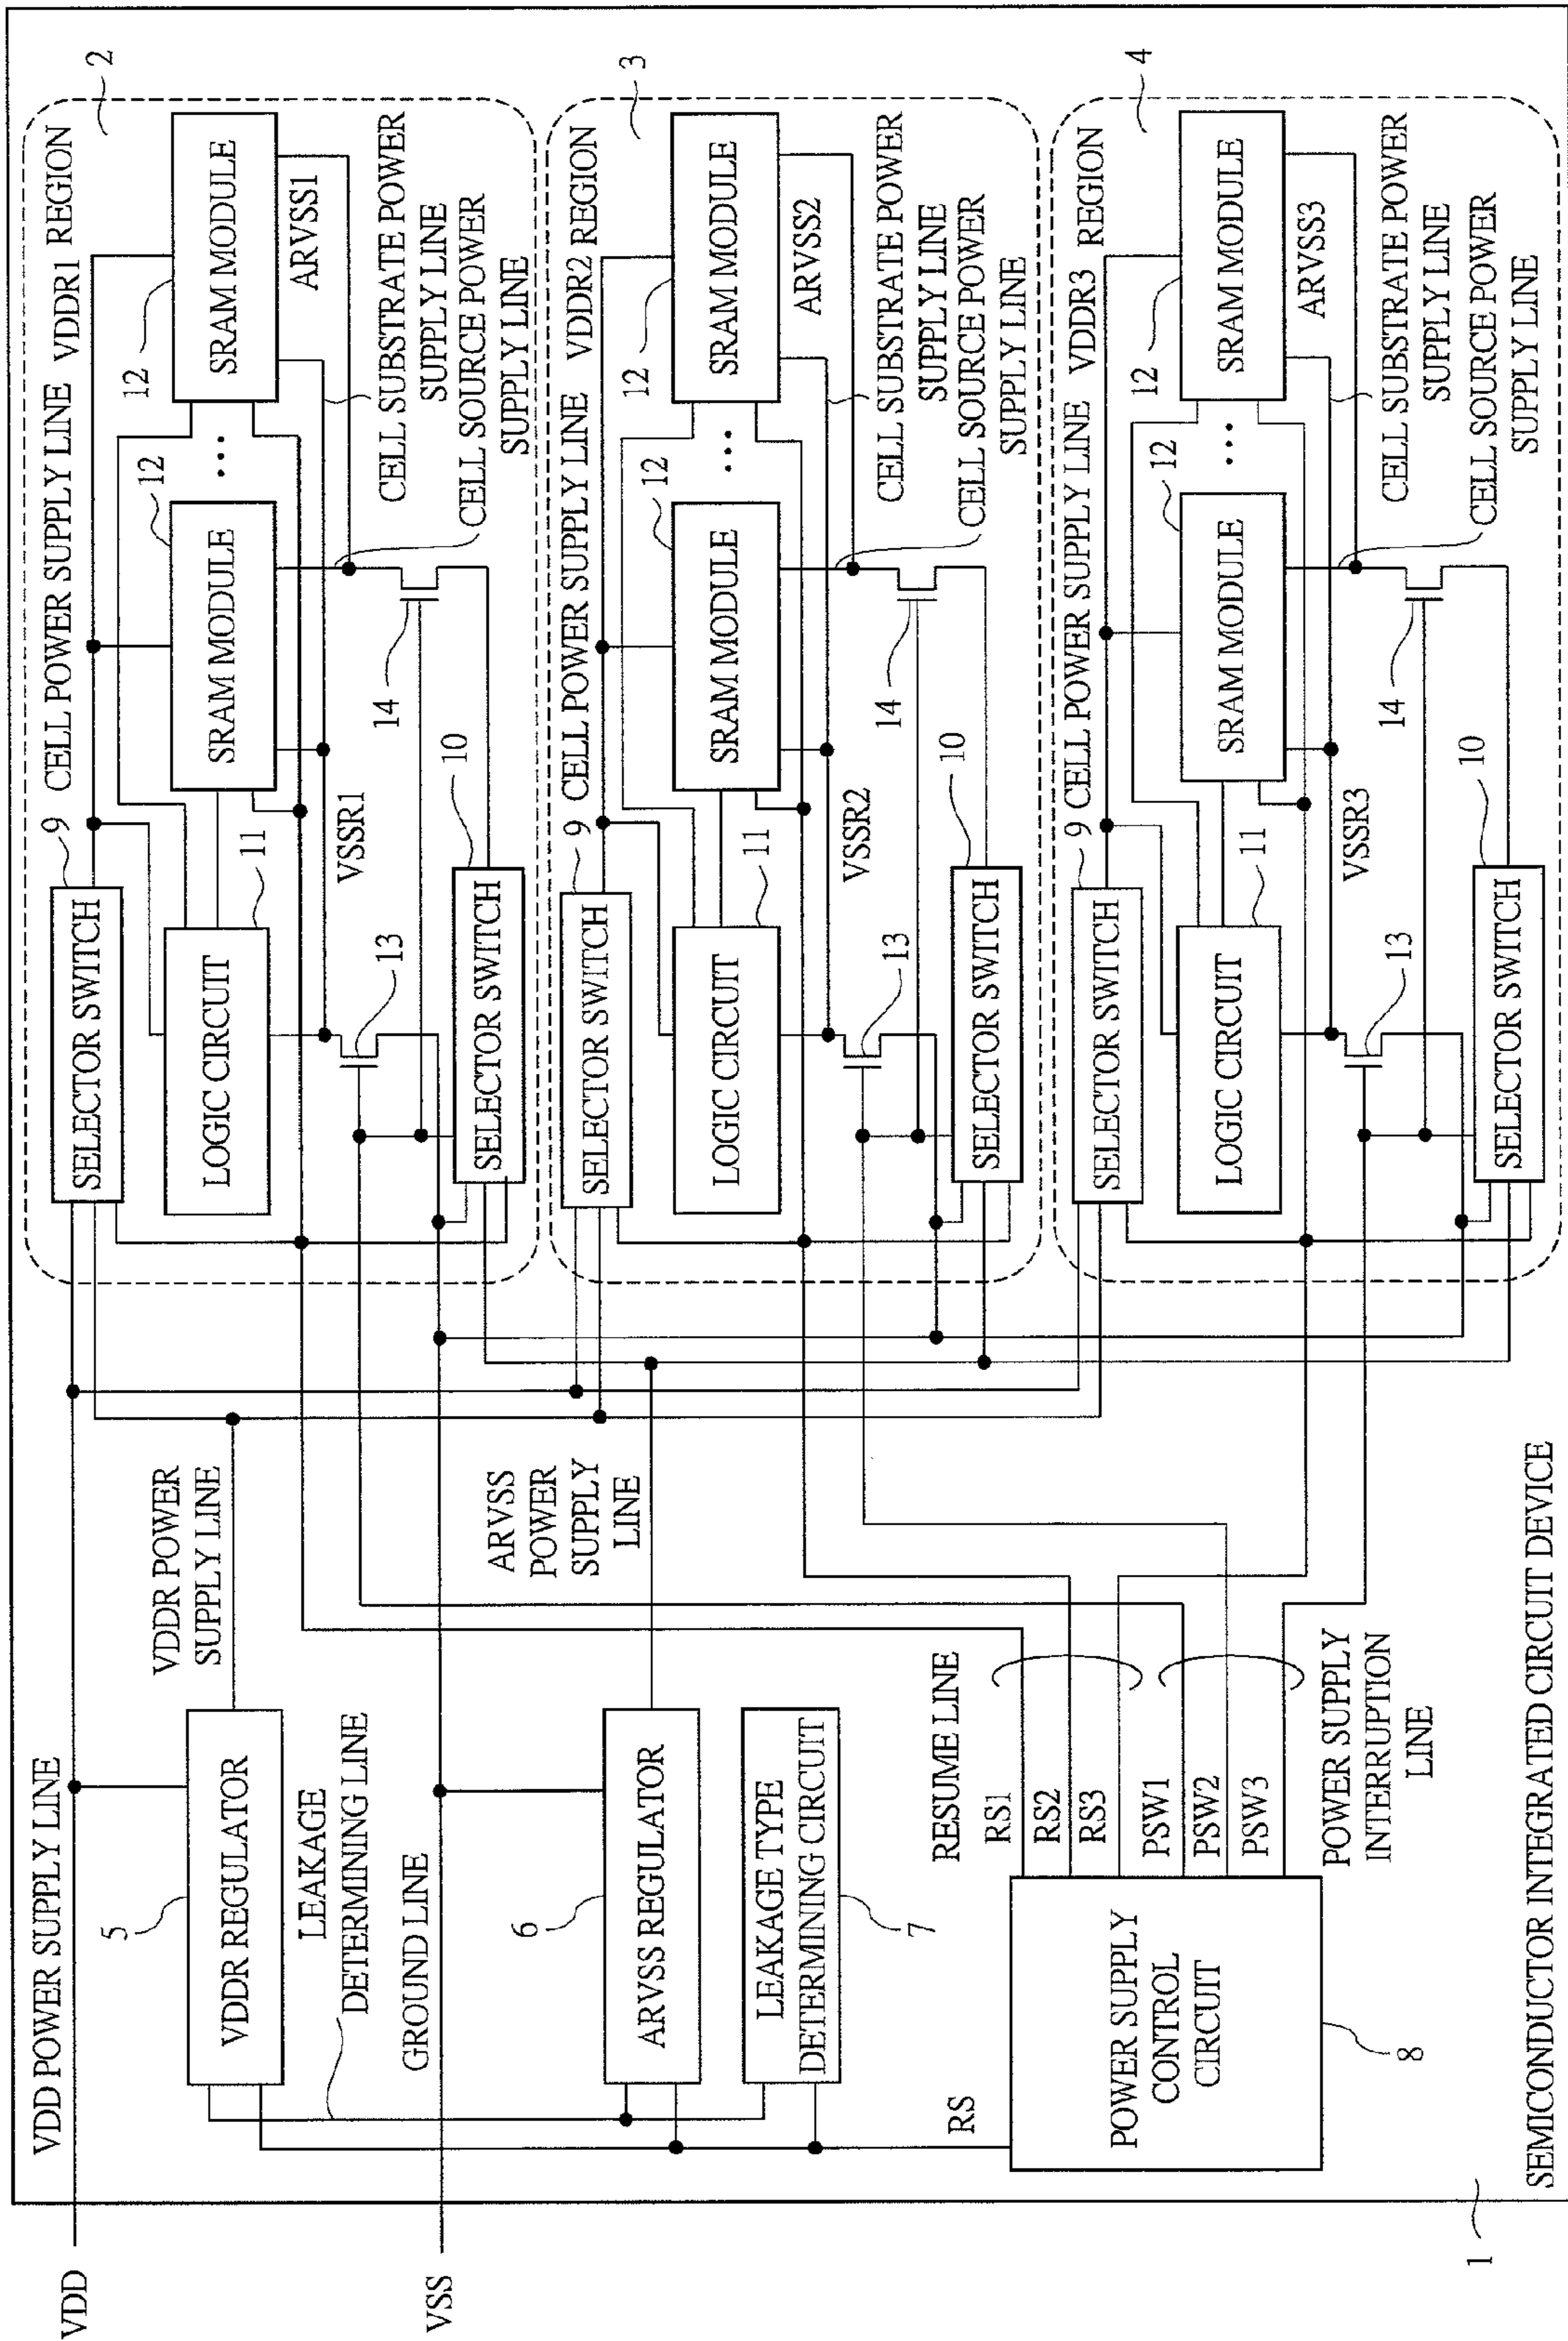 VDD
VDD POWER SUPPLY LINE
5
VDDR REGULATOR
VDDR POWER
SUPPLY LINE
LEAKAGE
DETERMINING LINE
VSS
GROUND LINE
6
ARVSS REGULATOR
ARVSS
POWER
SUPPLY
LINE
LEAKAGE TYPE
DETERMINING CIRCUIT
7
RS
POWER SUPPLY
CONTROL
CIRCUIT
8
RESUME LINE
RS1
RS2
RS3
PSW1
PSW2
PSW3
POWER SUPPLY
INTERRUPTION
LINE
1
SEMICONDUCTOR INTEGRATED CIRCUIT DEVICE
SELECTOR SWITCH
9
CELL POWER SUPPLY LINE
VDDR1 REGION
2
LOGIC CIRCUIT
11
12
SRAM MODULE
...
12
SRAM MODULE
ARVSS1
VSSR1
13
14
CELL SUBSTRATE POWER
SUPPLY LINE
CELL SOURCE POWER
SUPPLY LINE
SELECTOR SWITCH
10
SELECTOR SWITCH
9
CELL POWER SUPPLY LINE
VDDR2 REGION
3
LOGIC CIRCUIT
11
12
SRAM MODULE
...
12
SRAM MODULE
ARVSS2
VSSR2
13
14
CELL SUBSTRATE POWER
SUPPLY LINE
CELL SOURCE POWER
SUPPLY LINE
SELECTOR SWITCH
10
SELECTOR SWITCH
9
CELL POWER SUPPLY LINE
VDDR3 REGION
4
LOGIC CIRCUIT
11
12
SRAM MODULE
...
12
SRAM MODULE
ARVSS3
VSSR3
13
14
CELL SUBSTRATE POWER
SUPPLY LINE
CELL SOURCE POWER
SUPPLY LINE
SELECTOR SWITCH
10